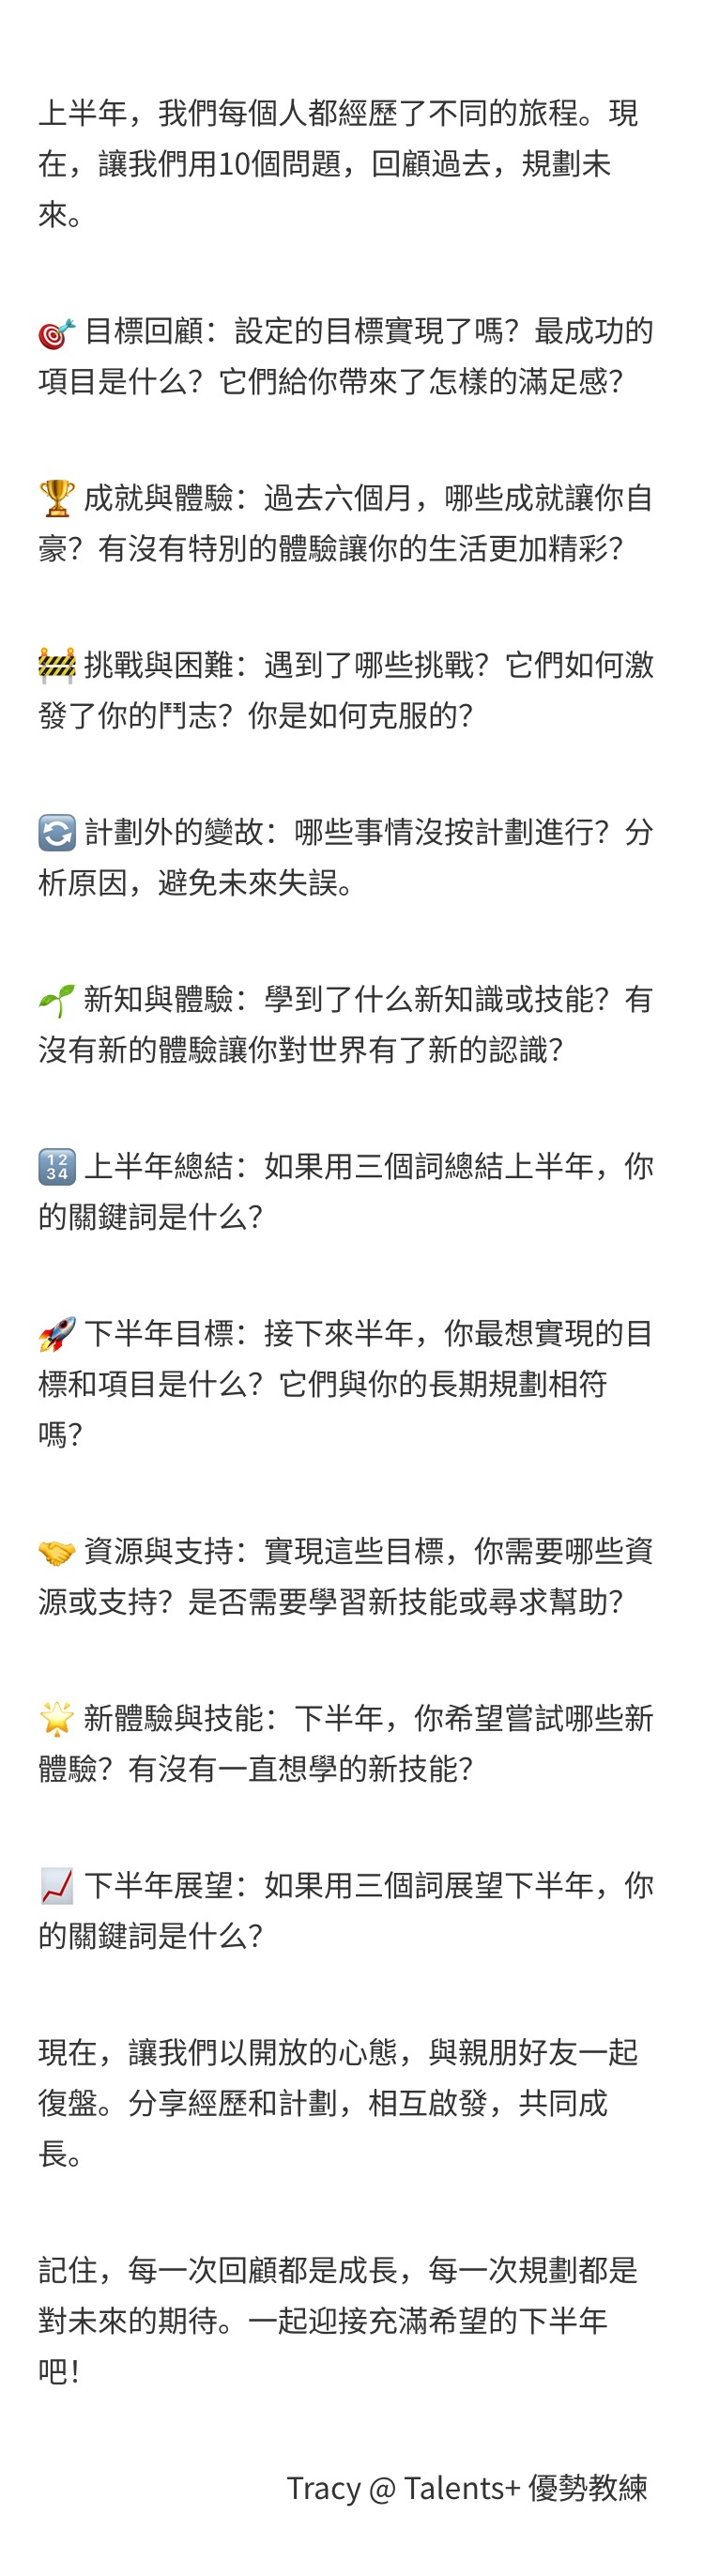 上半年，我們每個人都經歷了不同的旅程。現
在，讓我們用10個問題，回顧過去，規劃未
來。
🎯 目標回顧：設定的目標實現了嗎？最成功的
項目是什么？它們給你帶來了怎樣的滿足感？
🏆 成就與體驗：過去六個月，哪些成就讓你自
豪？有沒有特別的體驗讓你的生活更加精彩？
🚧 挑戰與困難：遇到了哪些挑戰？它們如何激
發了你的鬥志？你是如何克服的？
🔄 計劃外的變故：哪些事情沒按計劃進行？分
析原因，避免未來失誤。
🌱 新知與體驗：學到了什么新知識或技能？有
沒有新的體驗讓你對世界有了新的認識？
🔢 上半年總結：如果用三個詞總結上半年，你
的關鍵詞是什么？
🚀 下半年目標：接下來半年，你最想實現的目
標和項目是什么？它們與你的長期規劃相符
嗎？
🤝 資源與支持：實現這些目標，你需要哪些資
源或支持？是否需要學習新技能或尋求幫助？
🌟 新體驗與技能：下半年，你希望嘗試哪些新
體驗？有沒有一直想學的新技能？
📈 下半年展望：如果用三個詞展望下半年，你
的關鍵詞是什么？
現在，讓我們以開放的心態，與親朋好友一起
復盤。分享經歷和計劃，相互啟發，共同成
長。
記住，每一次回顧都是成長，每一次規劃都是
對未來的期待。一起迎接充滿希望的下半年
吧！
Tracy @ Talents+ 優勢教練